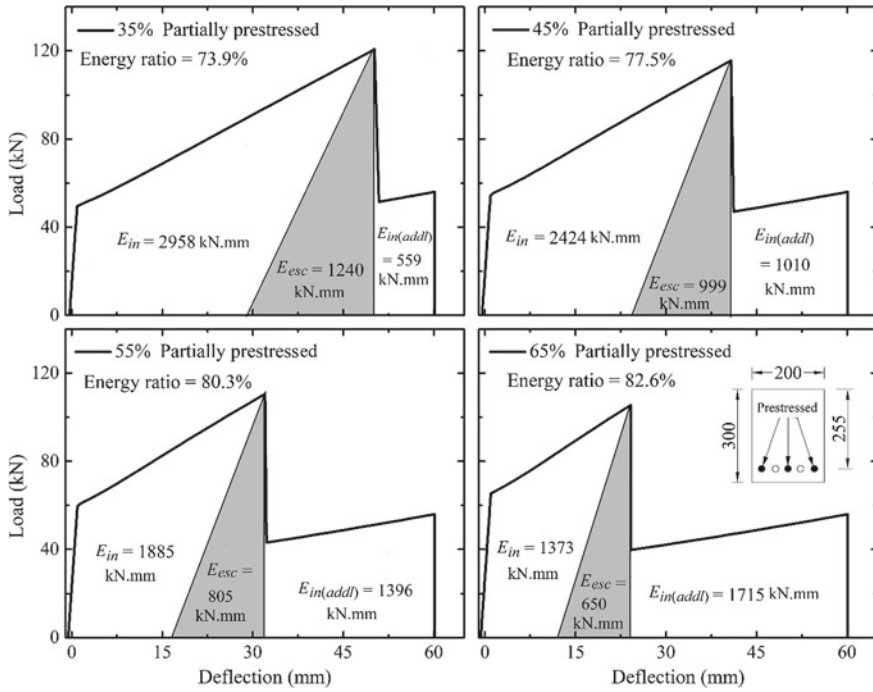 35% Partially prestressed
Energy ratio = 73.9%
120
80
40
0
Load (kN)
E_in = 2958 kN.mm
E_esc = 1240
kN.mm
E_in(addl)
= 559
kN.mm
45% Partially prestressed
Energy ratio = 77.5%
E_in = 2424 kN.mm
E_esc = 999
kN.mm
E_in(addl)
= 1010
kN.mm
55% Partially prestressed
Energy ratio = 80.3%
120
80
40
0
Load (kN)
E_in = 1885
kN.mm
E_esc =
805
kN.mm
E_in(addl) = 1396
kN.mm
0 15 30 45 60
Deflection (mm)
65% Partially prestressed
Energy ratio = 82.6%
200
Prestressed
300
255
E_in = 1373
kN.mm
E_esc =
650
kN.mm
E_in(addl) = 1715 kN.mm
0 15 30 45 60
Deflection (mm)